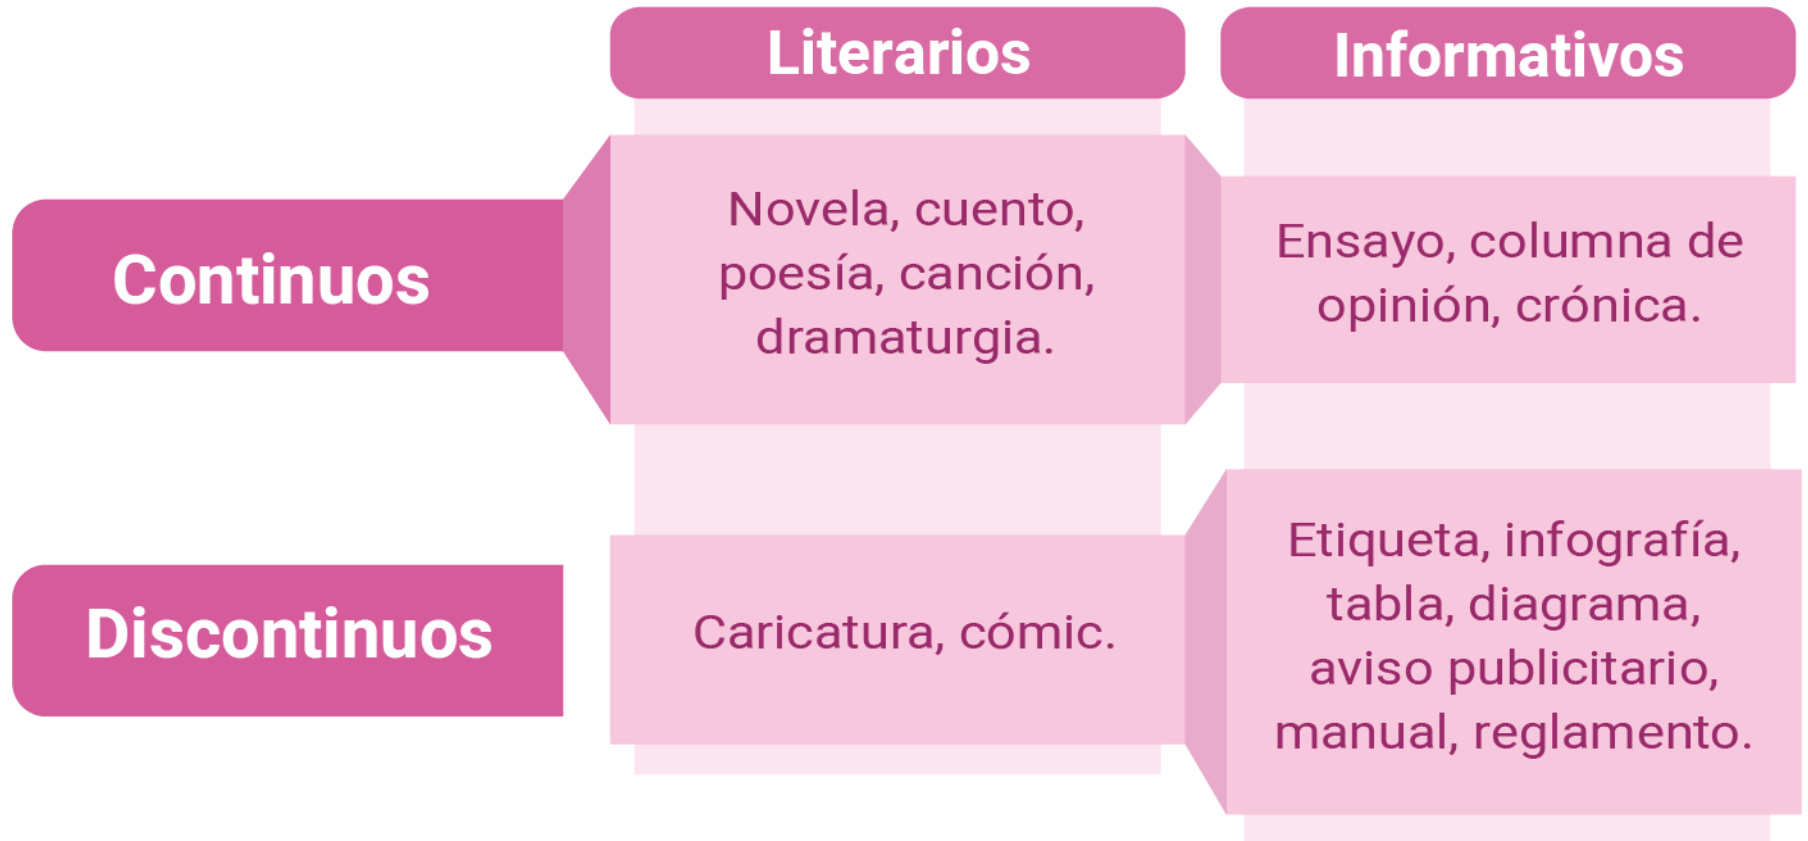 Literarios
Informativos
Continuos
Novela, cuento,
poesía, canción,
dramaturgia.
Ensayo, columna de
opinión, crónica.
Discontinuos
Caricatura, cómic.
Etiqueta, infografía,
tabla, diagrama,
aviso publicitario,
manual, reglamento.